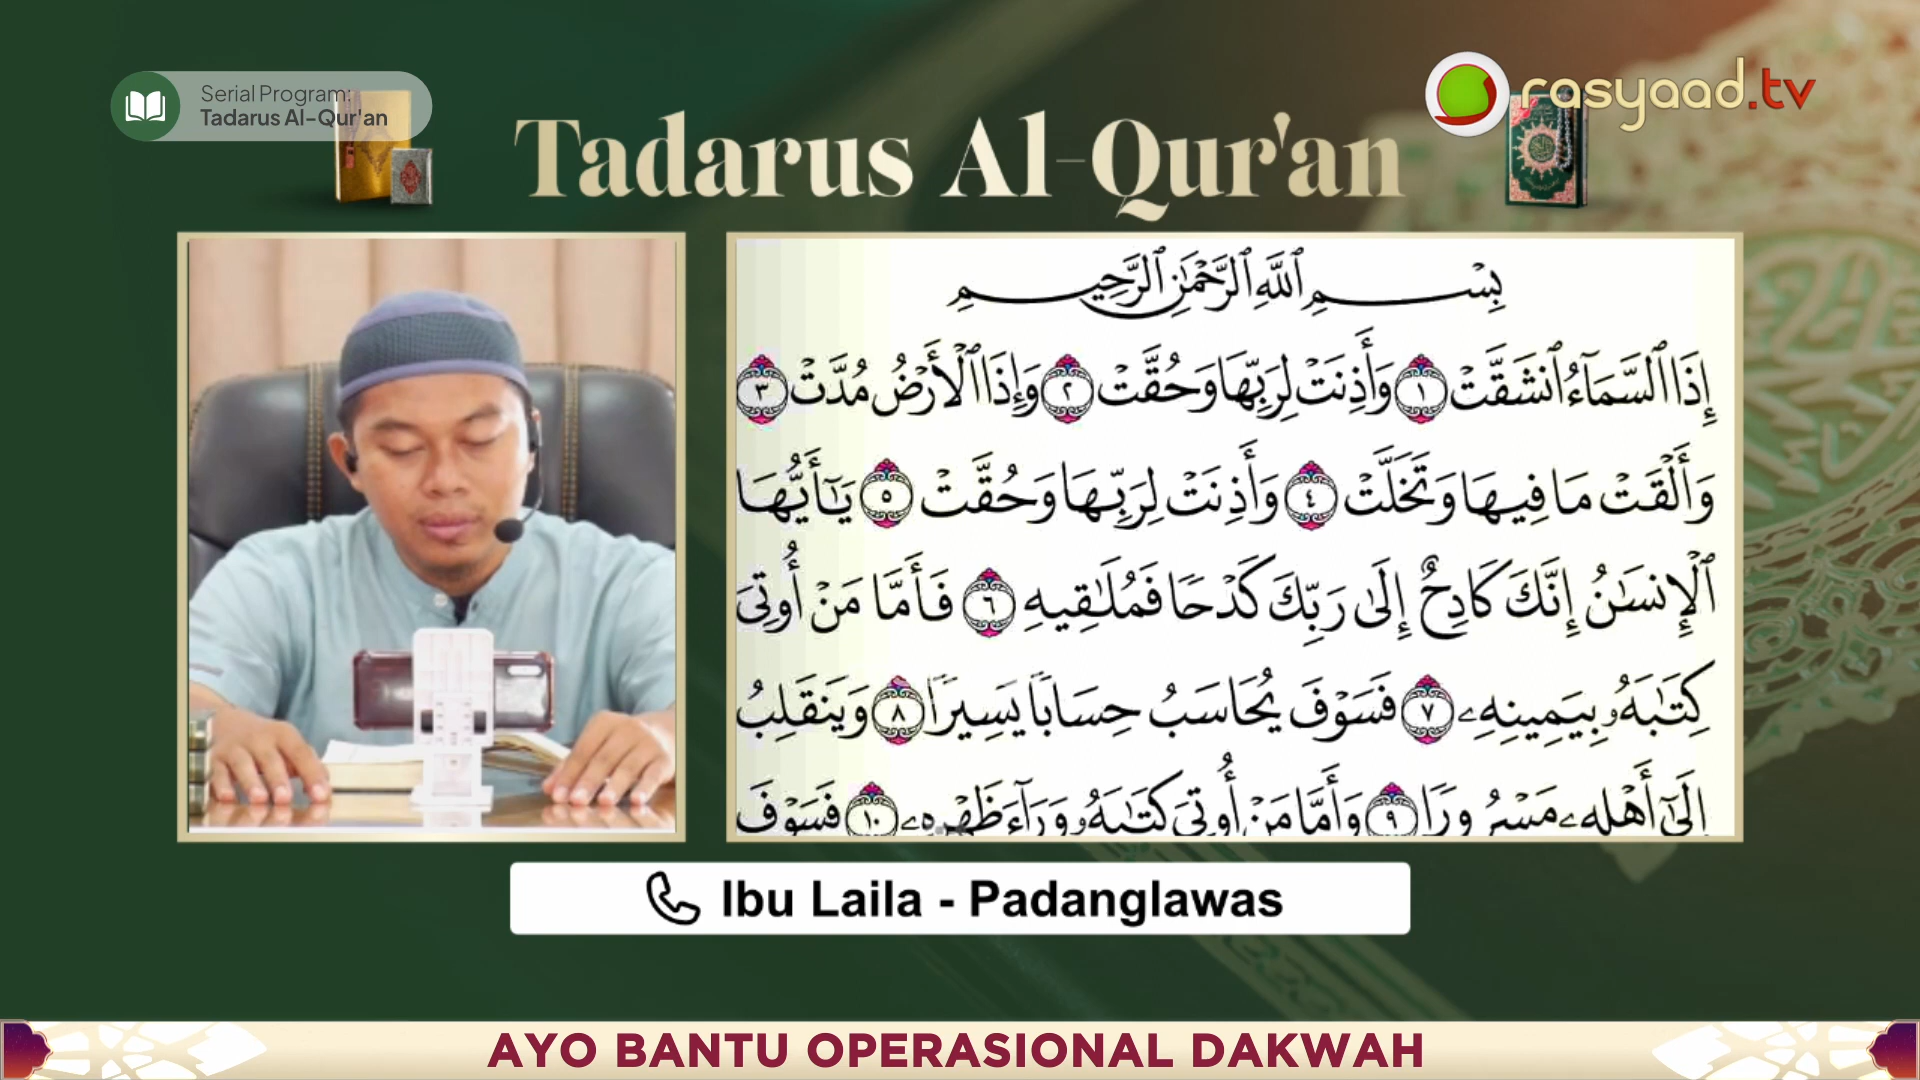 Serial Program:
Tadarus Al-Qur'an
rasyaad.tv
Tadarus Al-Qur'an
بِسْمِ ٱللَّهِ ٱلرَّحْمَٰنِ ٱلرَّحِيمِ
إِذَا ٱلسَّمَآءُ ٱنشَقَّتْ ١ وَأَذِنَتْ لِرَبِّهَا وَحُقَّتْ ٢ وَإِذَا ٱلْأَرْضُ مُدَّتْ ٣
وَأَلْقَتْ مَا فِيهَا وَتَخَلَّتْ ٤ وَأَذِنَتْ لِرَبِّهَا وَحُقَّتْ ٥ يَٰٓأَيُّهَا
ٱلْإِنسَٰنُ إِنَّكَ كَادِحٌ إِلَىٰ رَبِّكَ كَدْحًا فَمُلَٰقِيهِ ٦ فَأَمَّا مَنْ أُوتِىَ
كِتَٰبَهُۥ بِيَمِينِهِۦ ٧ فَسَوْفَ يُحَاسَبُ حِسَابًا يَسِيرًا ٨ وَيَنقَلِبُ
إِلَىٰٓ أَهْلِهِۦ مَسْرُورًا ٩ وَأَمَّا مَنْ أُوتِىَ كِتَٰبَهُۥ وَرَآءَ ظَهْرِهِۦ ١٠ فَسَوْفَ
Ibu Laila - Padanglawas
AYO BANTU OPERASIONAL DAKWAH